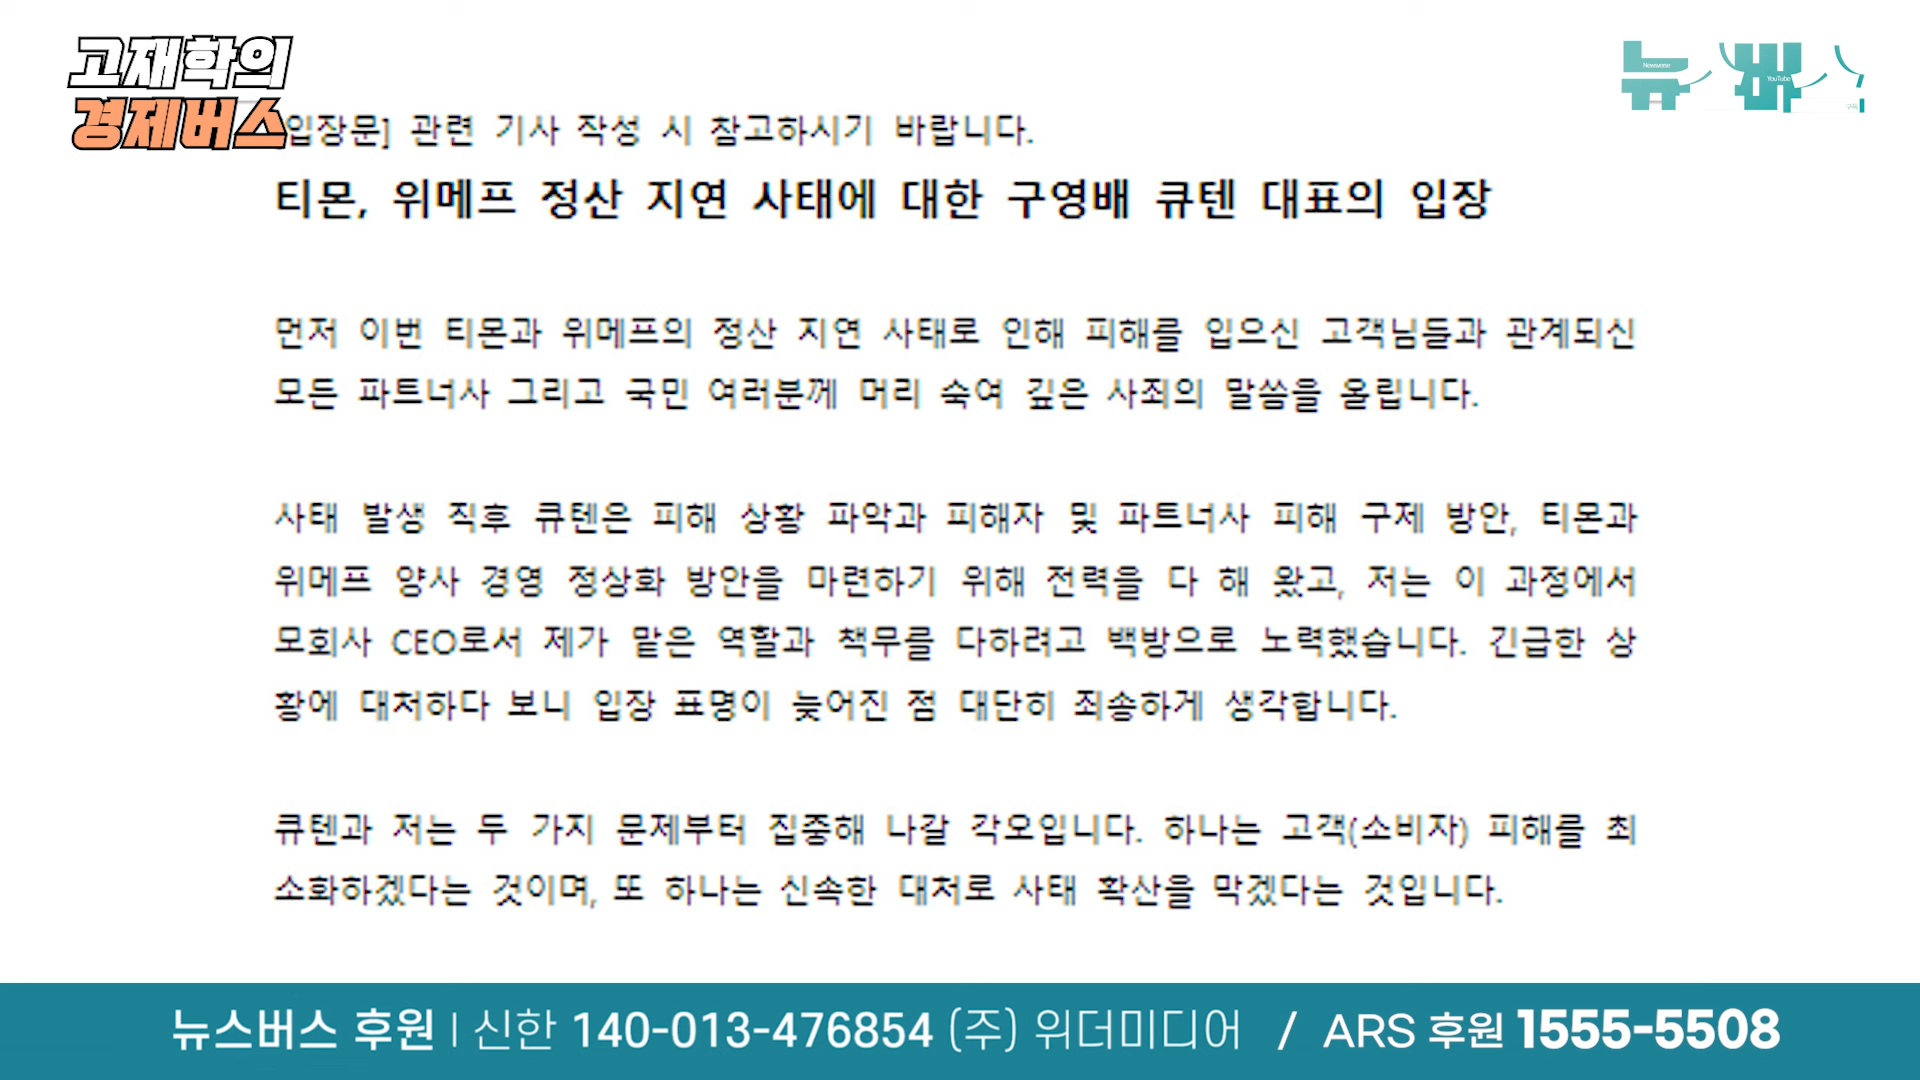 고재학의
경제버스
뉴스버스
Newsverse
YouTube
구독
입장문] 관련 기사 작성 시 참고하시기 바랍니다.
티몬, 위메프 정산 지연 사태에 대한 구영배 큐텐 대표의 입장
먼저 이번 티몬과 위메프의 정산 지연 사태로 인해 피해를 입으신 고객님들과 관계되신
모든 파트너사 그리고 국민 여러분께 머리 숙여 깊은 사죄의 말씀을 올립니다.
사태 발생 직후 큐텐은 피해 상황 파악과 피해자 및 파트너사 피해 구제 방안, 티몬과
위메프 양사 경영 정상화 방안을 마련하기 위해 전력을 다 해 왔고, 저는 이 과정에서
모회사 CEO로서 제가 맡은 역할과 책무를 다하려고 백방으로 노력했습니다. 긴급한 상
황에 대처하다 보니 입장 표명이 늦어진 점 대단히 죄송하게 생각합니다.
큐텐과 저는 두 가지 문제부터 집중해 나갈 각오입니다. 하나는 고객(소비자) 피해를 최
소화하겠다는 것이며, 또 하나는 신속한 대처로 사태 확산을 막겠다는 것입니다.
뉴스버스 후원 | 신한 140-013-476854 (주) 위더미디어 / ARS 후원 1555-5508